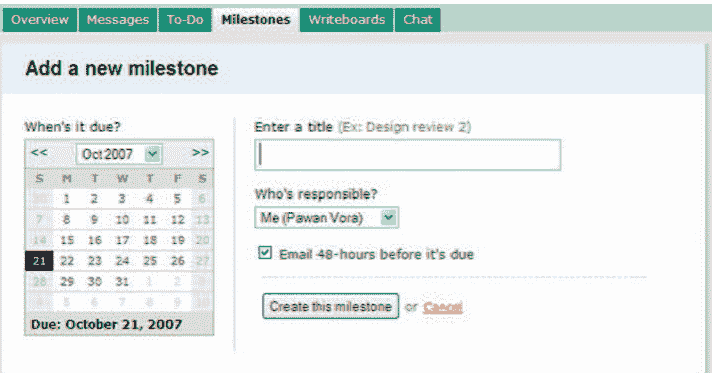 Overview Messages To-Do Milestones Writeboards Chat
Add a new milestone
When's it due?
<< Oct 2007 >>
S M T W T F S
30 1 2 3 4 5 6
7 8 9 10 11 12 13
14 15 16 17 18 19 20
21 22 23 24 25 26 27
28 29 30 31 1 2 3
4 5 6 7 8 9 10
Due: October 21, 2007
Enter a title (Ex: Design review 2)
Who's responsible?
Me (Pawan Vora)
Email 48-hours before it's due
Create this milestone or Cancel